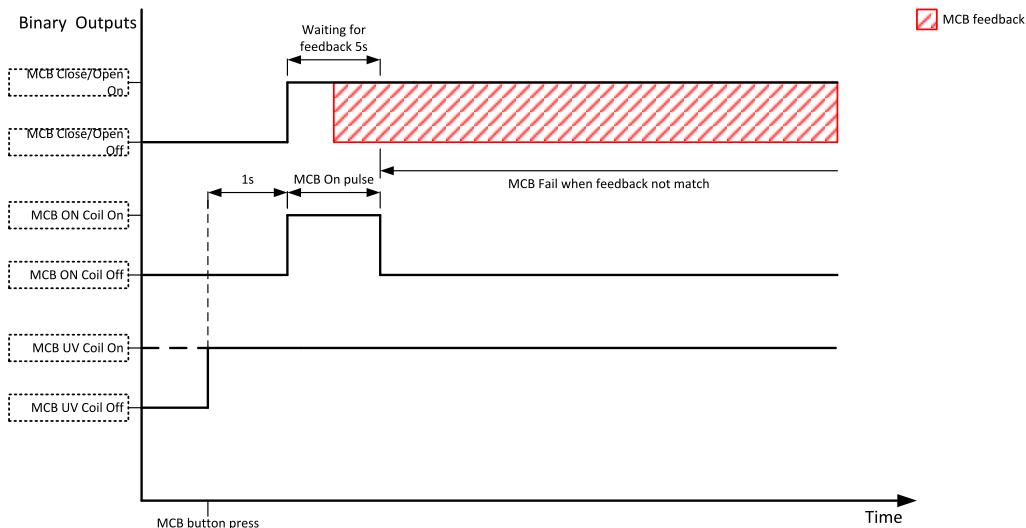 Binary Outputs
MCB feedback
Waiting for
feedback 5s
MCB Close/Open
On
MCB Close/Open
Off
1s
MCB On pulse
MCB Fail when feedback not match
MCB ON Coil On
MCB ON Coil Off
MCB UV Coil On
MCB UV Coil Off
Time
MCB button press